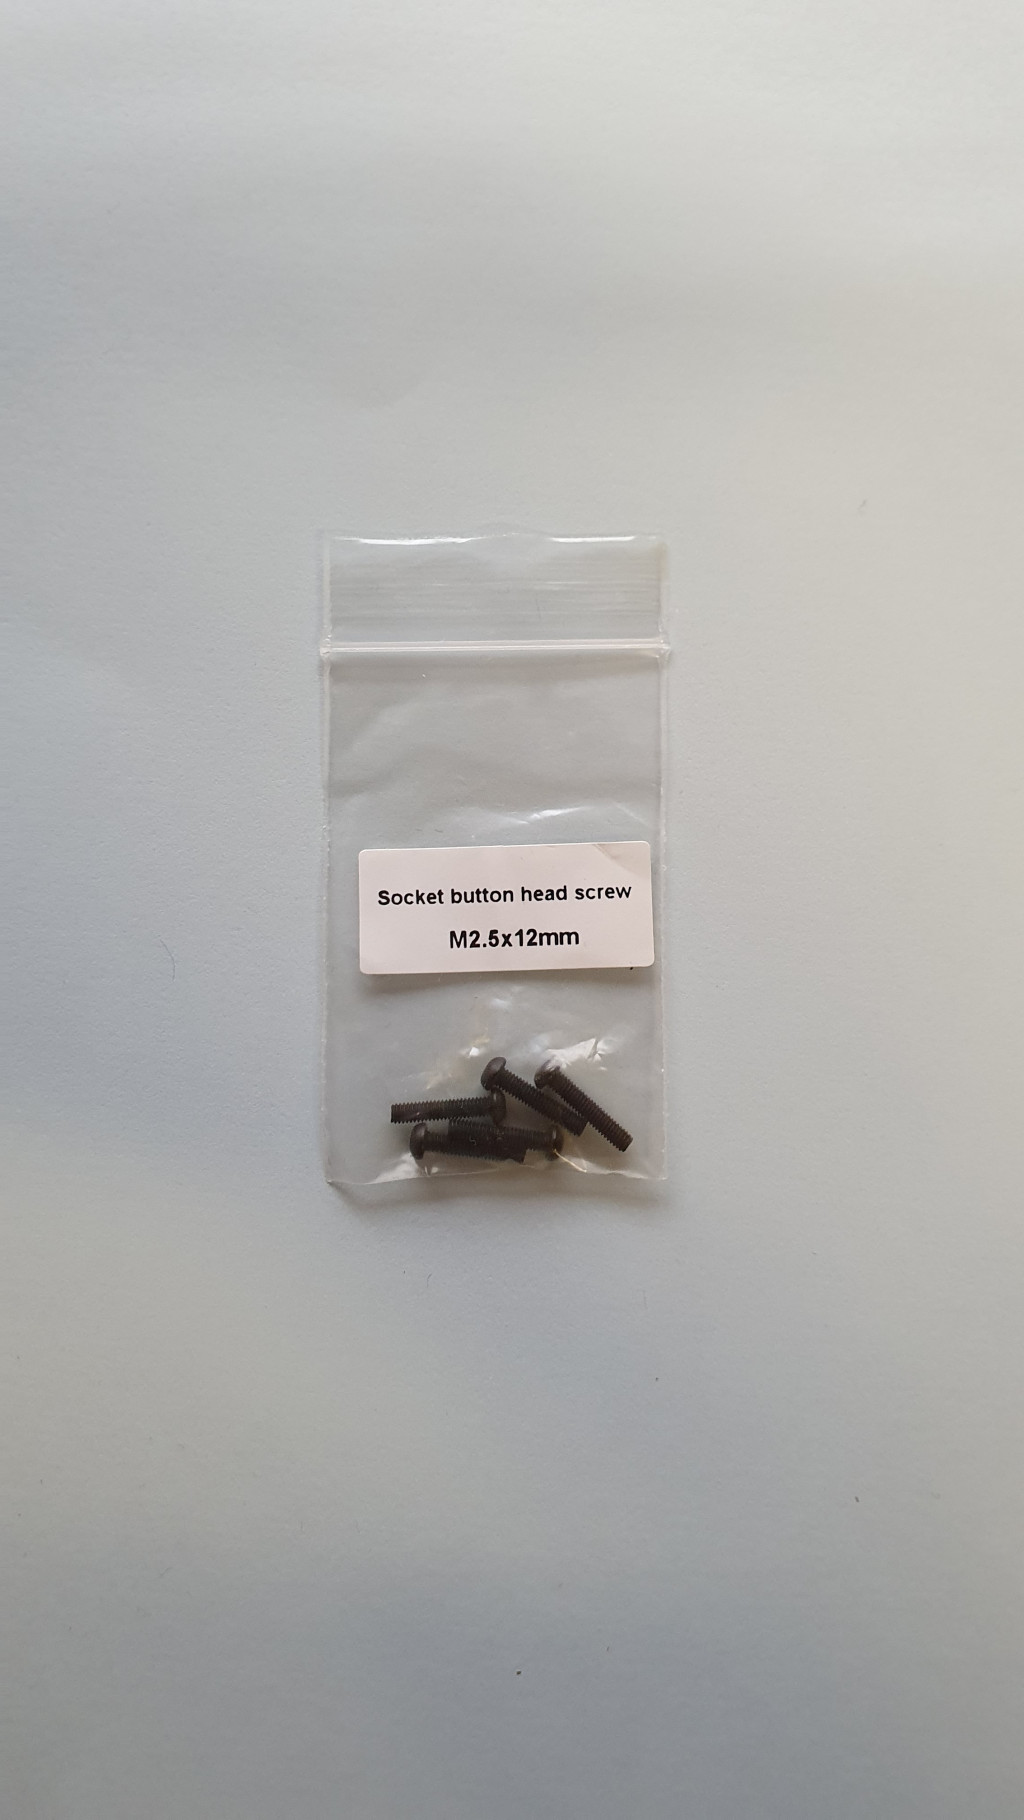 Socket button head screw
M2.5x12mm